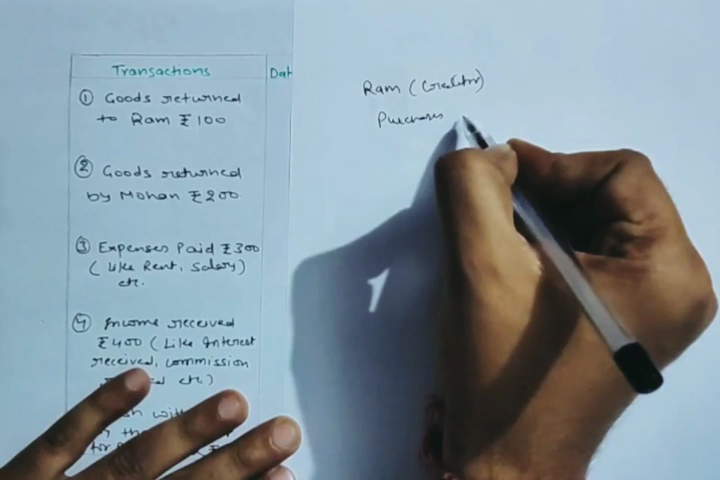 Transactions
Dat
① Goods returned
to Ram ₹100
② Goods returned
by Mohan ₹200
③ Expenses Paid ₹300
(Like Rent, Salary)
etc.
④ Income received
₹400 (Like Interest
received, commission
etc)
Ram (Creditor)
Purchases